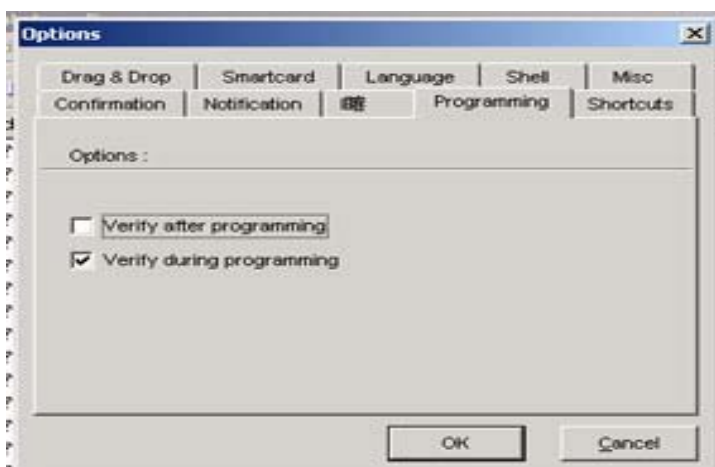 Options
Drag & Drop Smartcard Language Shell Misc
Confirmation Notification Programming Shortcuts
Options :
Verify after programming
Verify during programming
OK Cancel